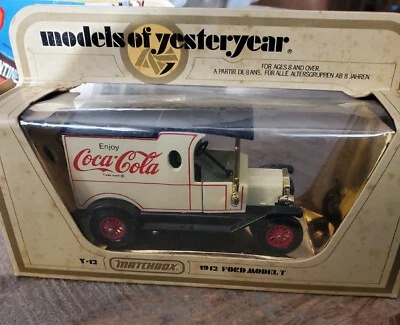 models of yesteryear®
FOR AGES 8 AND OVER.
A PARTIR DE 8 ANS. FÜR ALLE ALTERSGRUPPEN AB 8 JAHREN.
Enjoy
Coca-Cola
Y-12 MATCHBOX 1912 FORD MODEL T